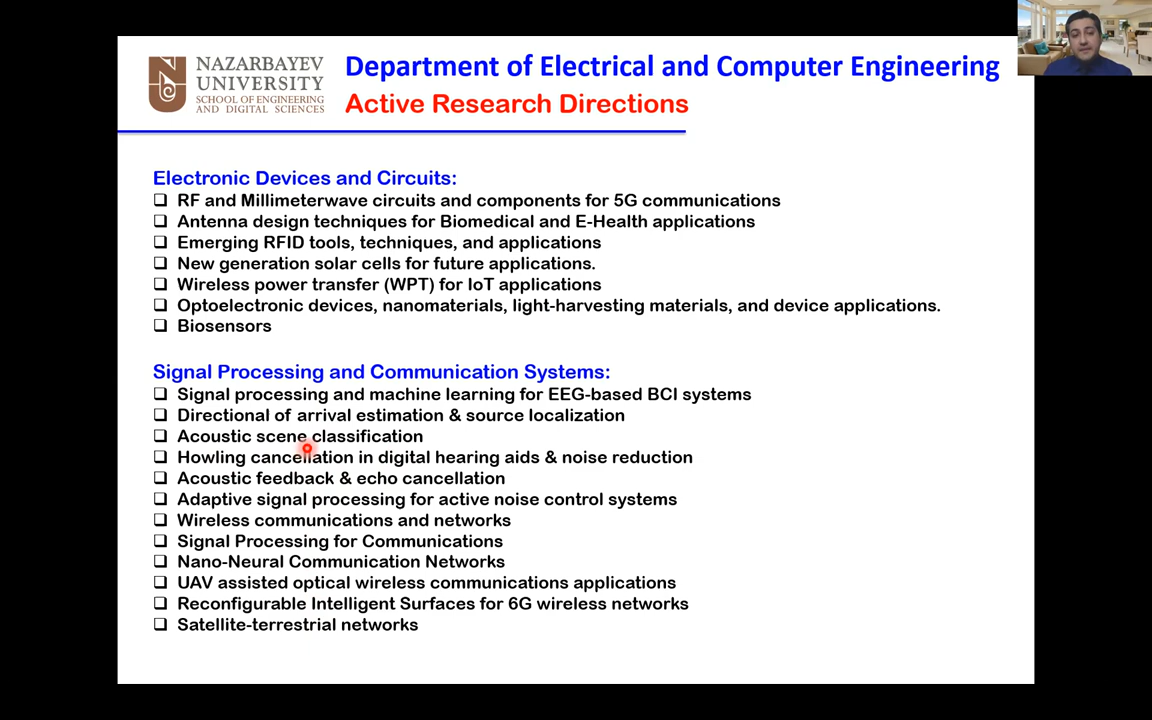 NAZARBAYEV
UNIVERSITY
SCHOOL OF ENGINEERING
AND DIGITAL SCIENCES
Department of Electrical and Computer Engineering
Active Research Directions
Electronic Devices and Circuits:
❑ RF and Millimeterwave circuits and components for 5G communications
❑ Antenna design techniques for Biomedical and E-Health applications
❑ Emerging RFID tools, techniques, and applications
❑ New generation solar cells for future applications.
❑ Wireless power transfer (WPT) for IoT applications
❑ Optoelectronic devices, nanomaterials, light-harvesting materials, and device applications.
❑ Biosensors
Signal Processing and Communication Systems:
❑ Signal processing and machine learning for EEG-based BCI systems
❑ Directional of arrival estimation & source localization
❑ Acoustic scene classification
❑ Howling cancellation in digital hearing aids & noise reduction
❑ Acoustic feedback & echo cancellation
❑ Adaptive signal processing for active noise control systems
❑ Wireless communications and networks
❑ Signal Processing for Communications
❑ Nano-Neural Communication Networks
❑ UAV assisted optical wireless communications applications
❑ Reconfigurable Intelligent Surfaces for 6G wireless networks
❑ Satellite-terrestrial networks